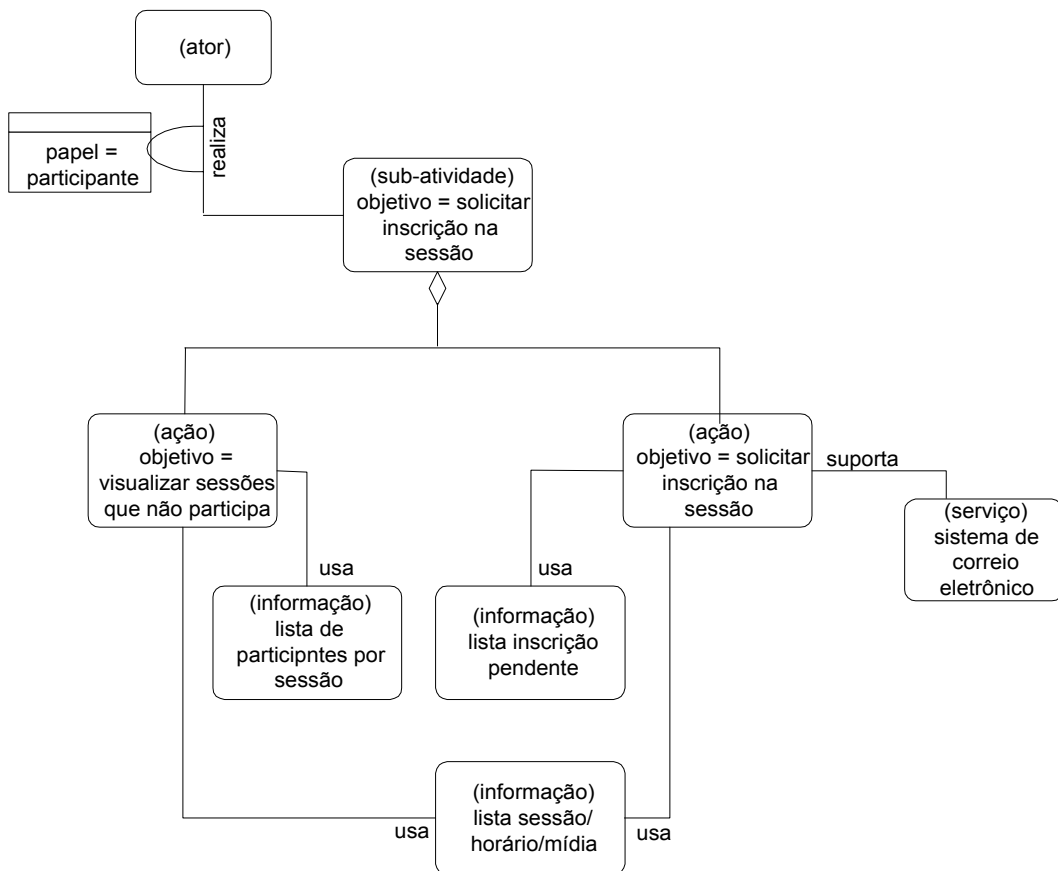 (ator)
realiza
papel =
participante
(sub-atividade)
objetivo = solicitar
inscrição na
sessão
(ação)
objetivo =
visualizar sessões
que não participa
(ação)
objetivo = solicitar
inscrição na
sessão
suporta
(serviço)
sistema de
correio
eletrônico
usa
(informação)
lista de
participntes por
sessão
usa
(informação)
lista inscrição
pendente
usa
(informação)
lista sessão/
horário/mídia
usa